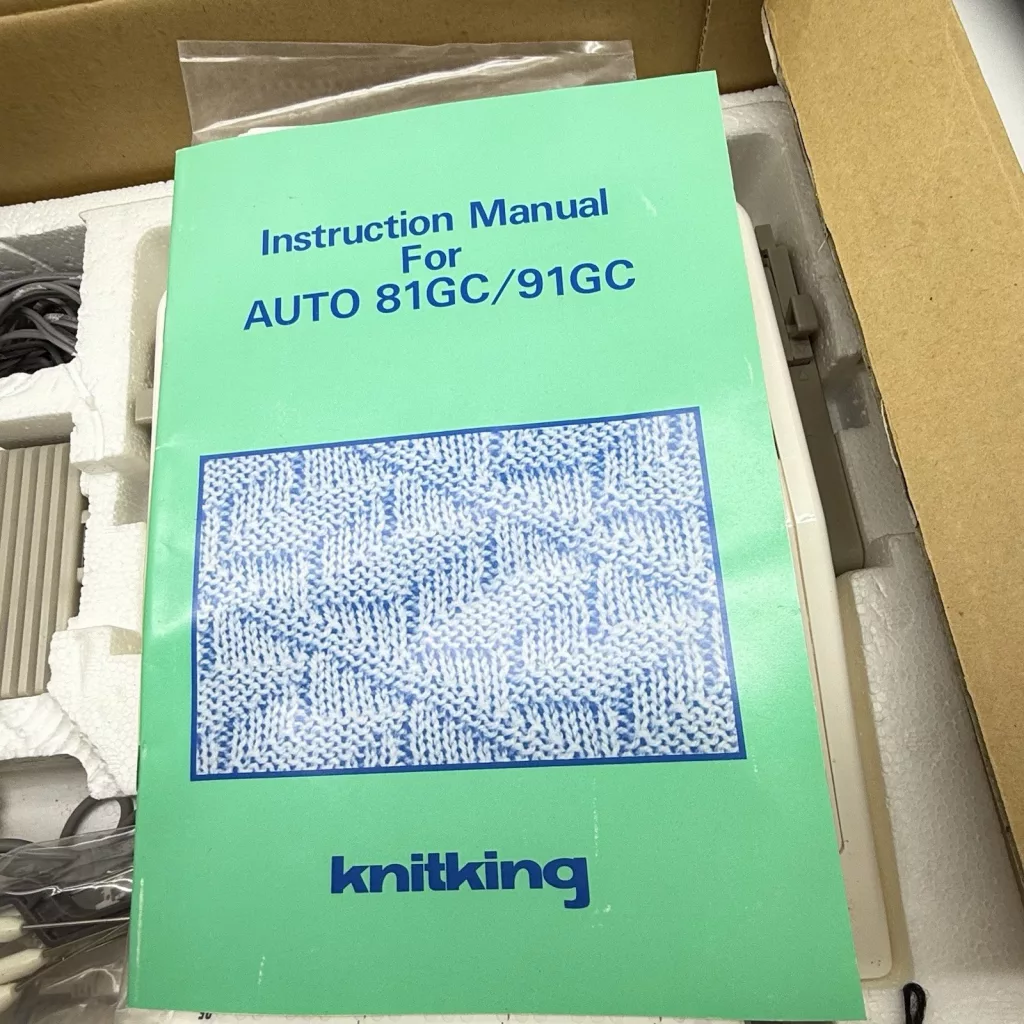 Instruction Manual
For
AUTO 81GC/91GC
knitking